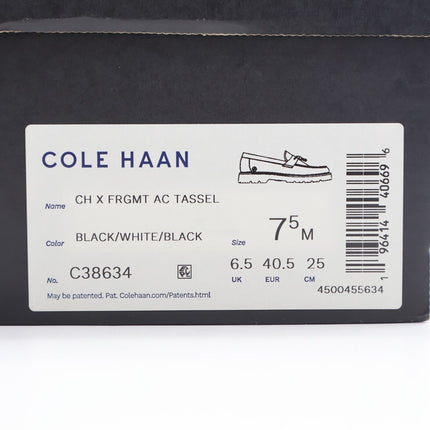 COLE HAAN
Name CH X FRGMT AC TASSEL
Color BLACK/WHITE/BLACK
Size 7⁵ M
No. C38634
6.5 40.5 25
UK EUR CM
May be patented. Pat. Colehaan.com/Patents.html
4500455634
1 96414 40669 6